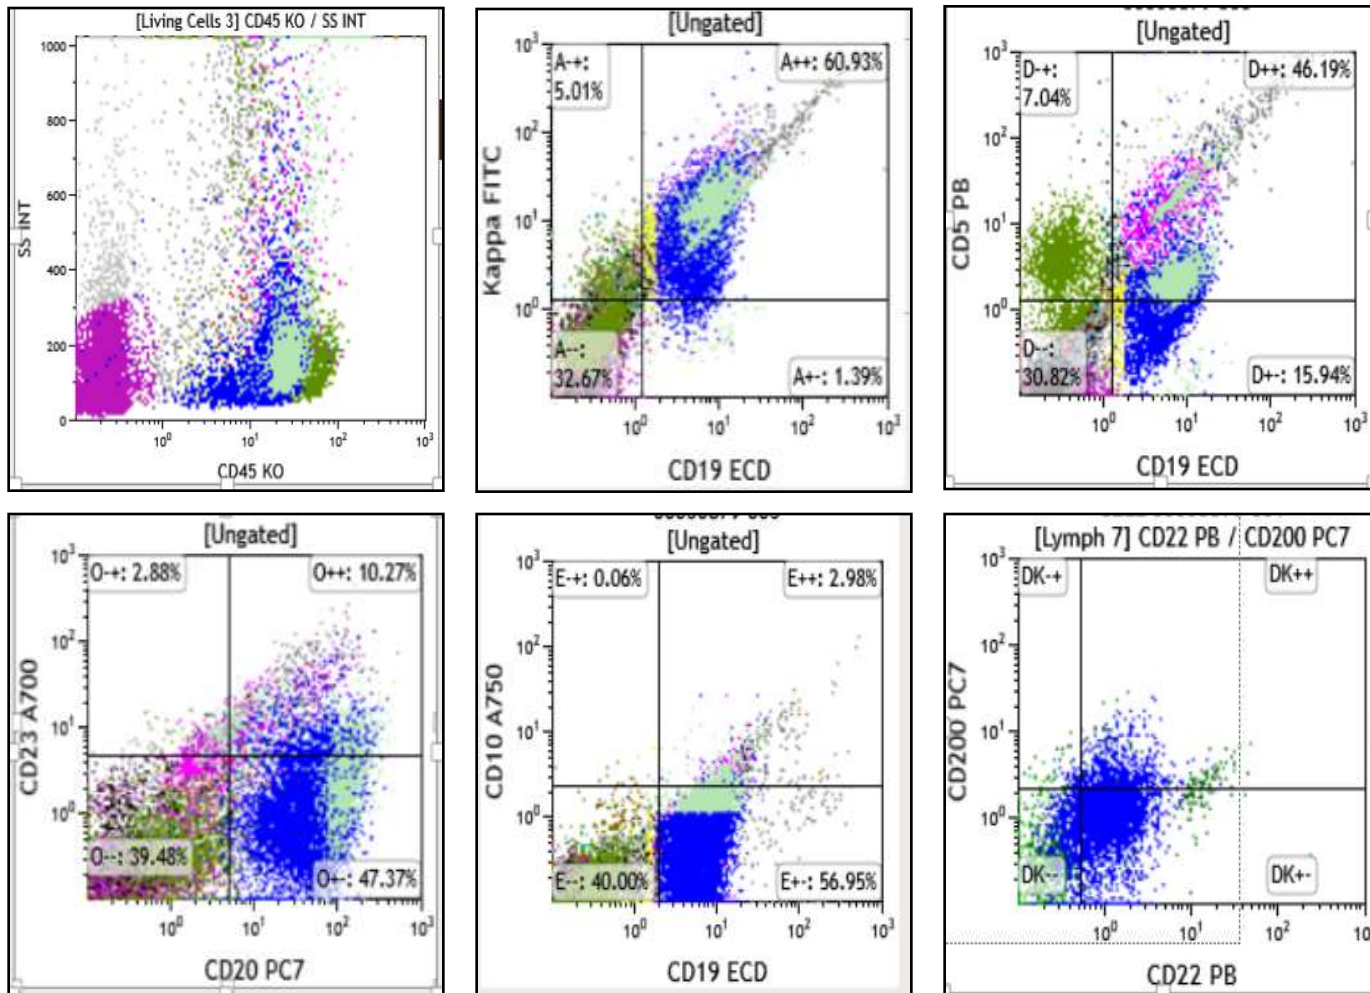 [Living Cells 3] CD45 KO / SS INT
1000
800
600
400
200
0
SS INT
10⁰ 10¹ 10² 10³
CD45 KO
[Ungated]
10³
10²
10¹
10⁰
A-+:
5.01%
A++: 60.93%
A--:
32.67%
A+-: 1.39%
Kappa FITC
10⁰ 10¹ 10² 10³
CD19 ECD
[Ungated]
10³
10²
10¹
10⁰
D-+:
7.04%
D++: 46.19%
D--:
30.82%
D+-: 15.94%
CD5 PB
10⁰ 10¹ 10² 10³
CD19 ECD
[Ungated]
10³
10²
10¹
10⁰
O-+: 2.88%
O++: 10.27%
O--: 39.48%
O+-: 47.37%
CD23 A700
10⁰ 10¹ 10² 10³
CD20 PC7
[Ungated]
10³
10²
10¹
10⁰
E-+: 0.06%
E++: 2.98%
E--: 40.00%
E+-: 56.95%
CD10 A750
10⁰ 10¹ 10² 10³
CD19 ECD
[Lymph 7] CD22 PB / CD200 PC7
10³
10²
10¹
10⁰
DK-+
DK++
DK--
DK+-
CD200 PC7
10⁰ 10¹ 10² 10
CD22 PB